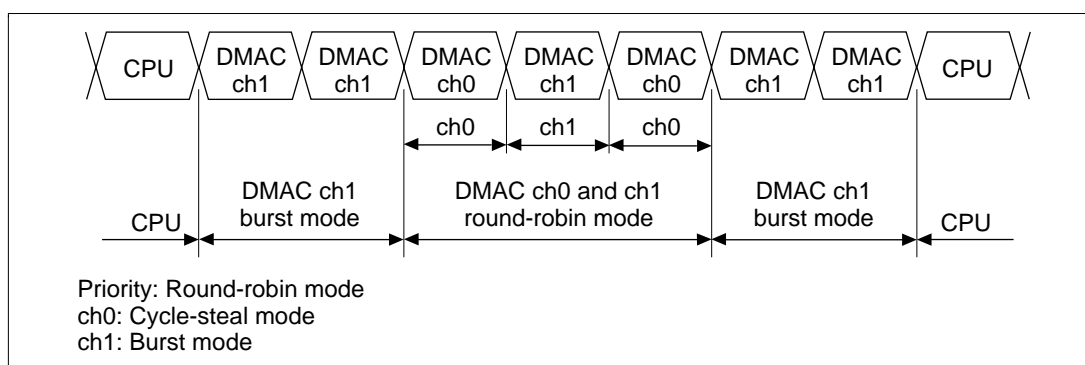 CPU DMAC ch1 DMAC ch1 DMAC ch0 DMAC ch1 DMAC ch0 DMAC ch1 DMAC ch1 CPU
ch0 ch1 ch0
DMAC ch1
burst mode
DMAC ch0 and ch1
round-robin mode
DMAC ch1
burst mode
CPU CPU
Priority: Round-robin mode
ch0: Cycle-steal mode
ch1: Burst mode